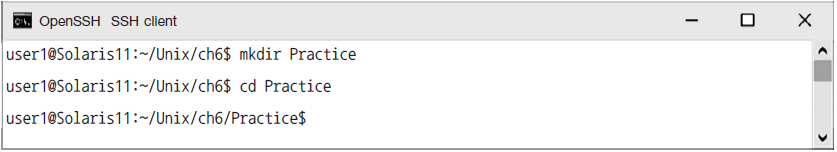 OpenSSH SSH client
user1@Solaris11:~/Unix/ch6$ mkdir Practice
user1@Solaris11:~/Unix/ch6$ cd Practice
user1@Solaris11:~/Unix/ch6/Practice$